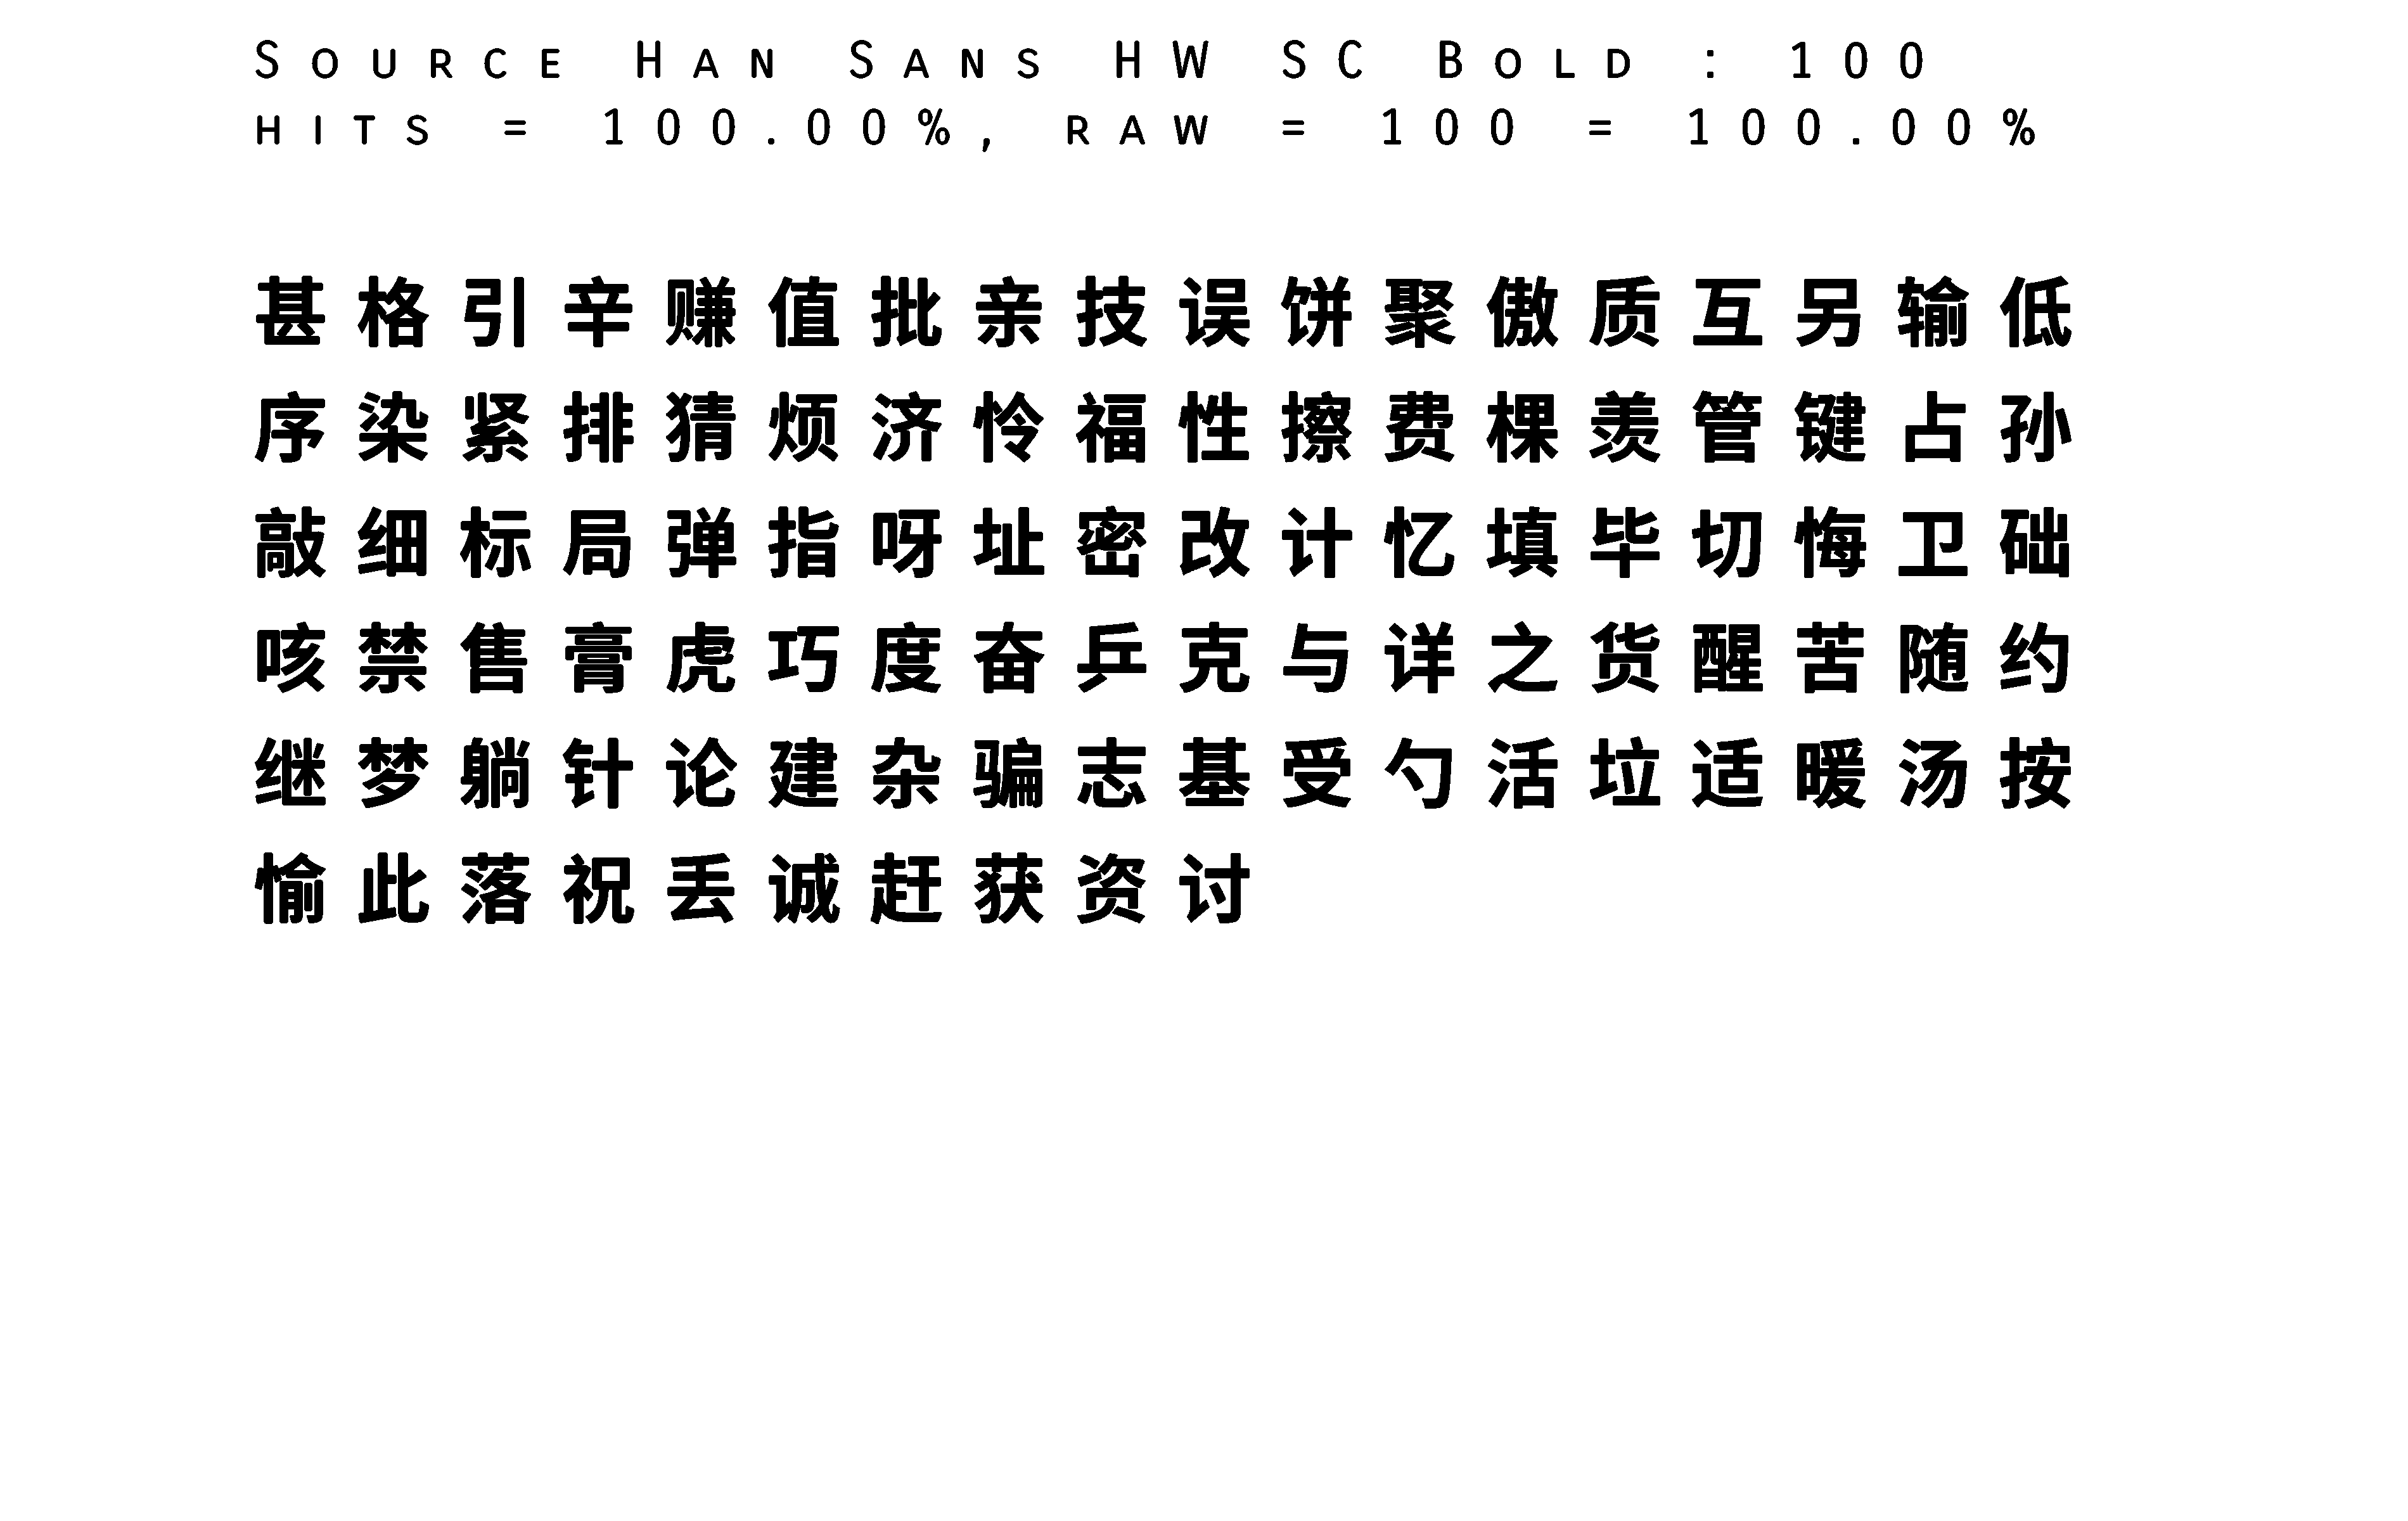 Source Han Sans HW SC Bold : 100
hits = 100.00%, raw = 100 = 100.00%
甚格引辛赚值批亲技误饼聚傲质互另输低
序染紧排猜烦济怜福性擦费棵羡管键占孙
敲细标局弹指呀址密改计忆填毕切悔卫础
咳禁售膏虎巧度奋乒克与详之货醒苦随约
继梦躺针论建杂骗志基受勺活垃适暖汤按
愉此落祝丢诚赶获资讨